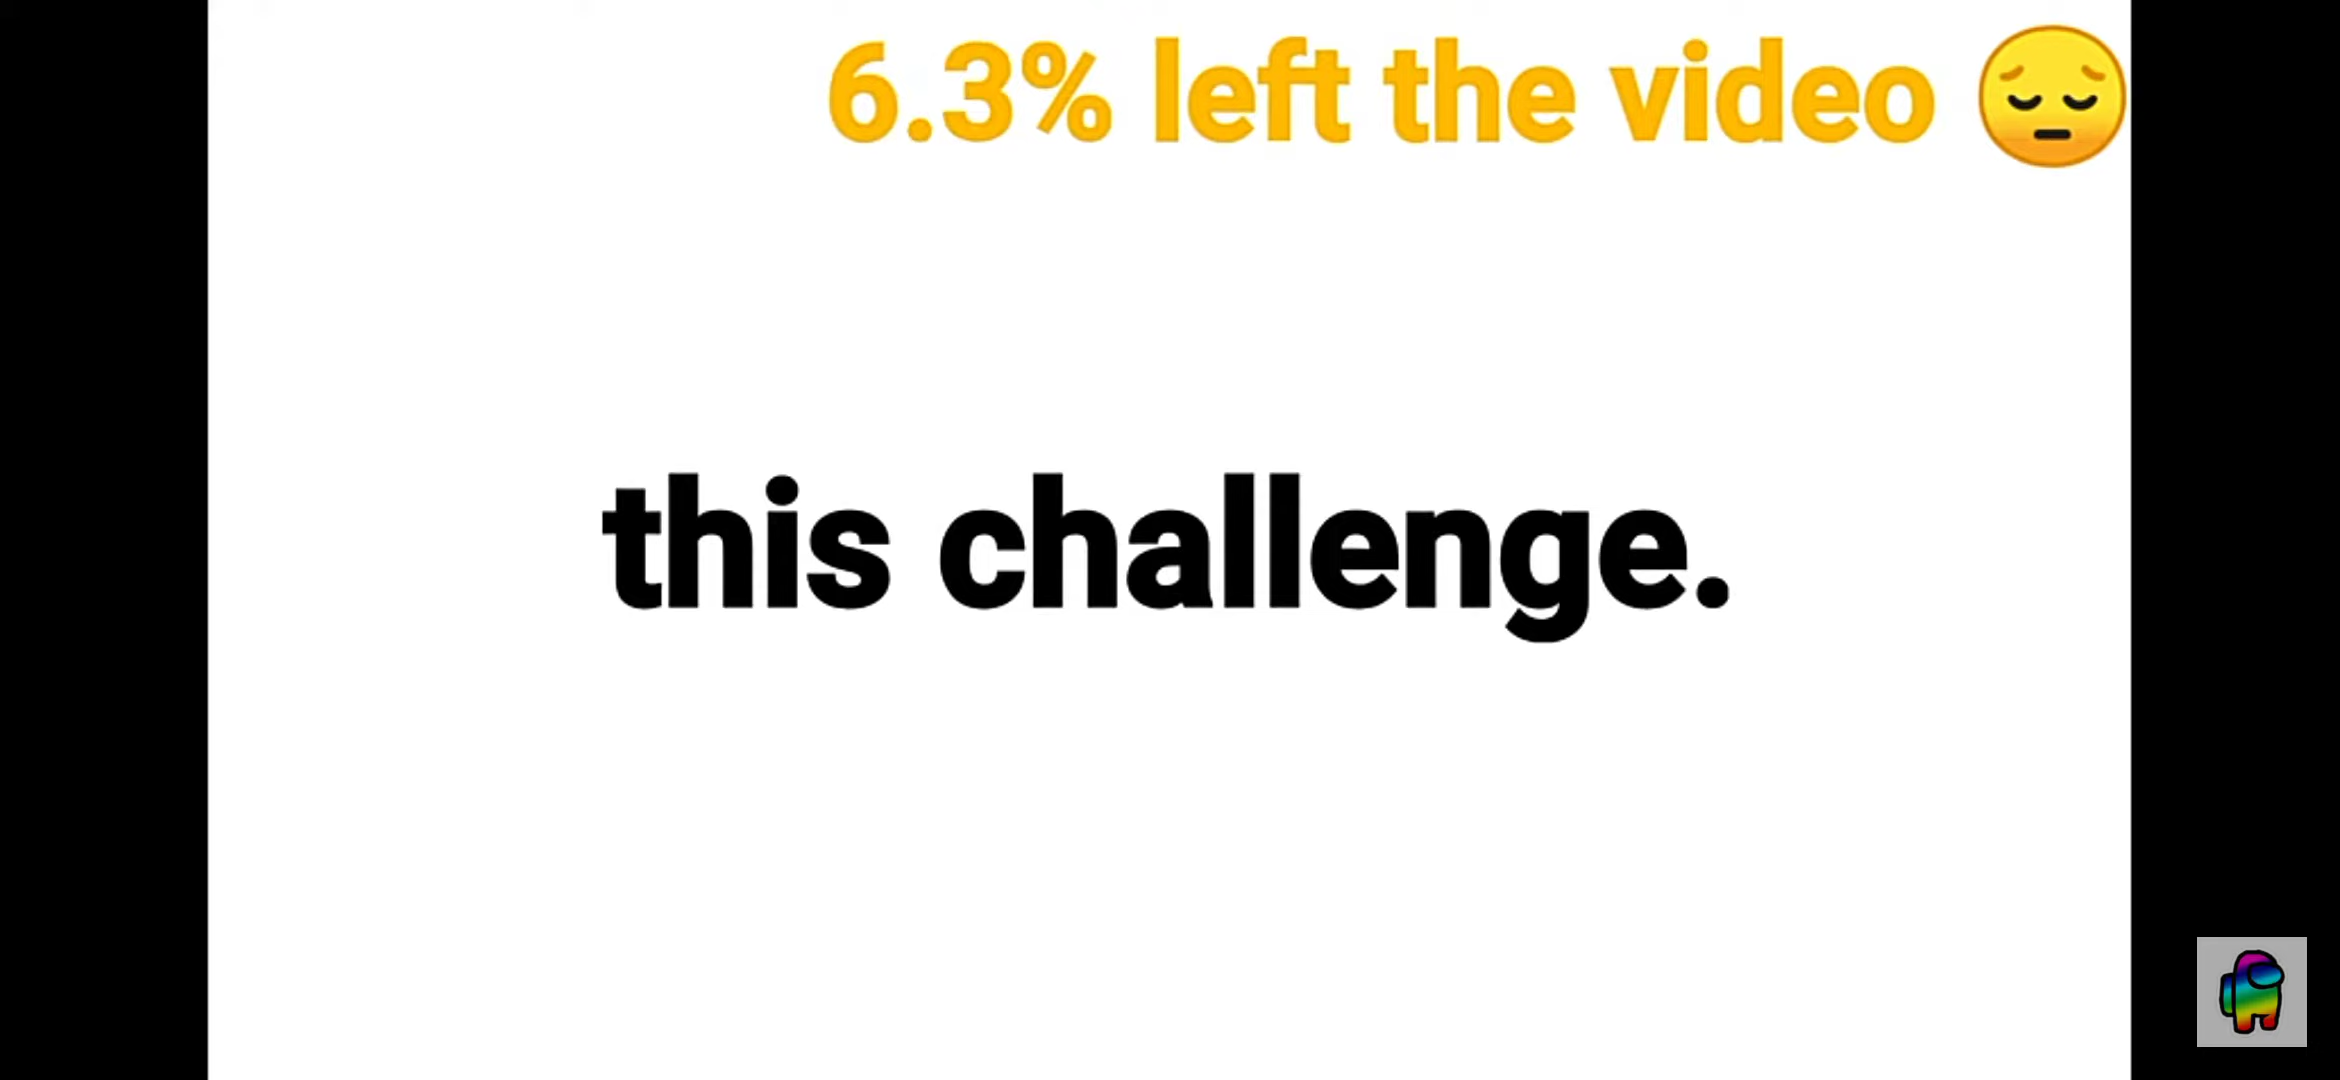 6.3% left the video 😔
this challenge.